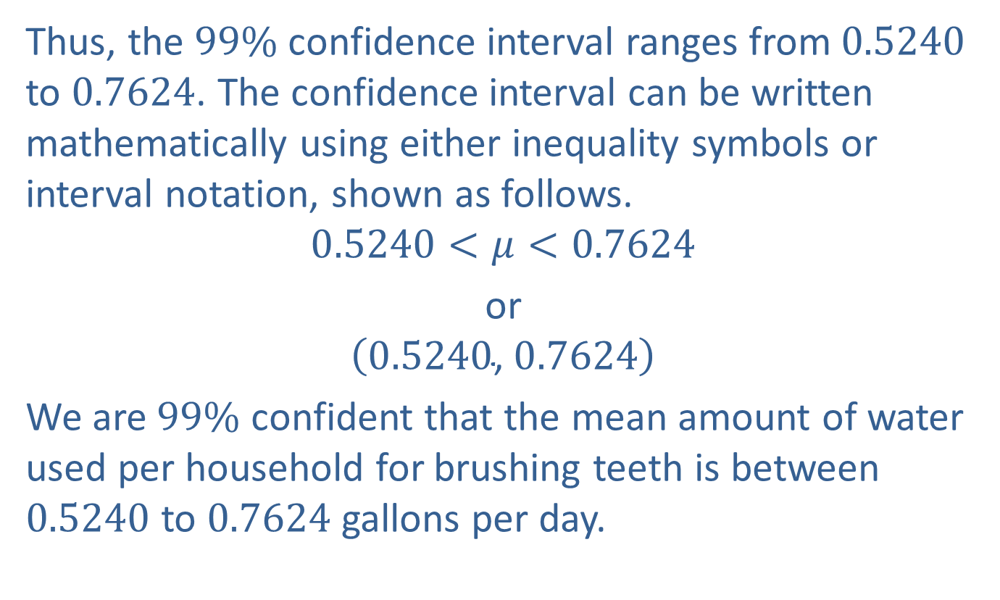 Thus, the 99% confidence interval ranges from 0.5240
to 0.7624. The confidence interval can be written
mathematically using either inequality symbols or
interval notation, shown as follows.
0.5240 < μ < 0.7624
or
(0.5240., 0.7624)
We are 99% confident that the mean amount of water
used per household for brushing teeth is between
0.5240 to 0.7624 gallons per day.